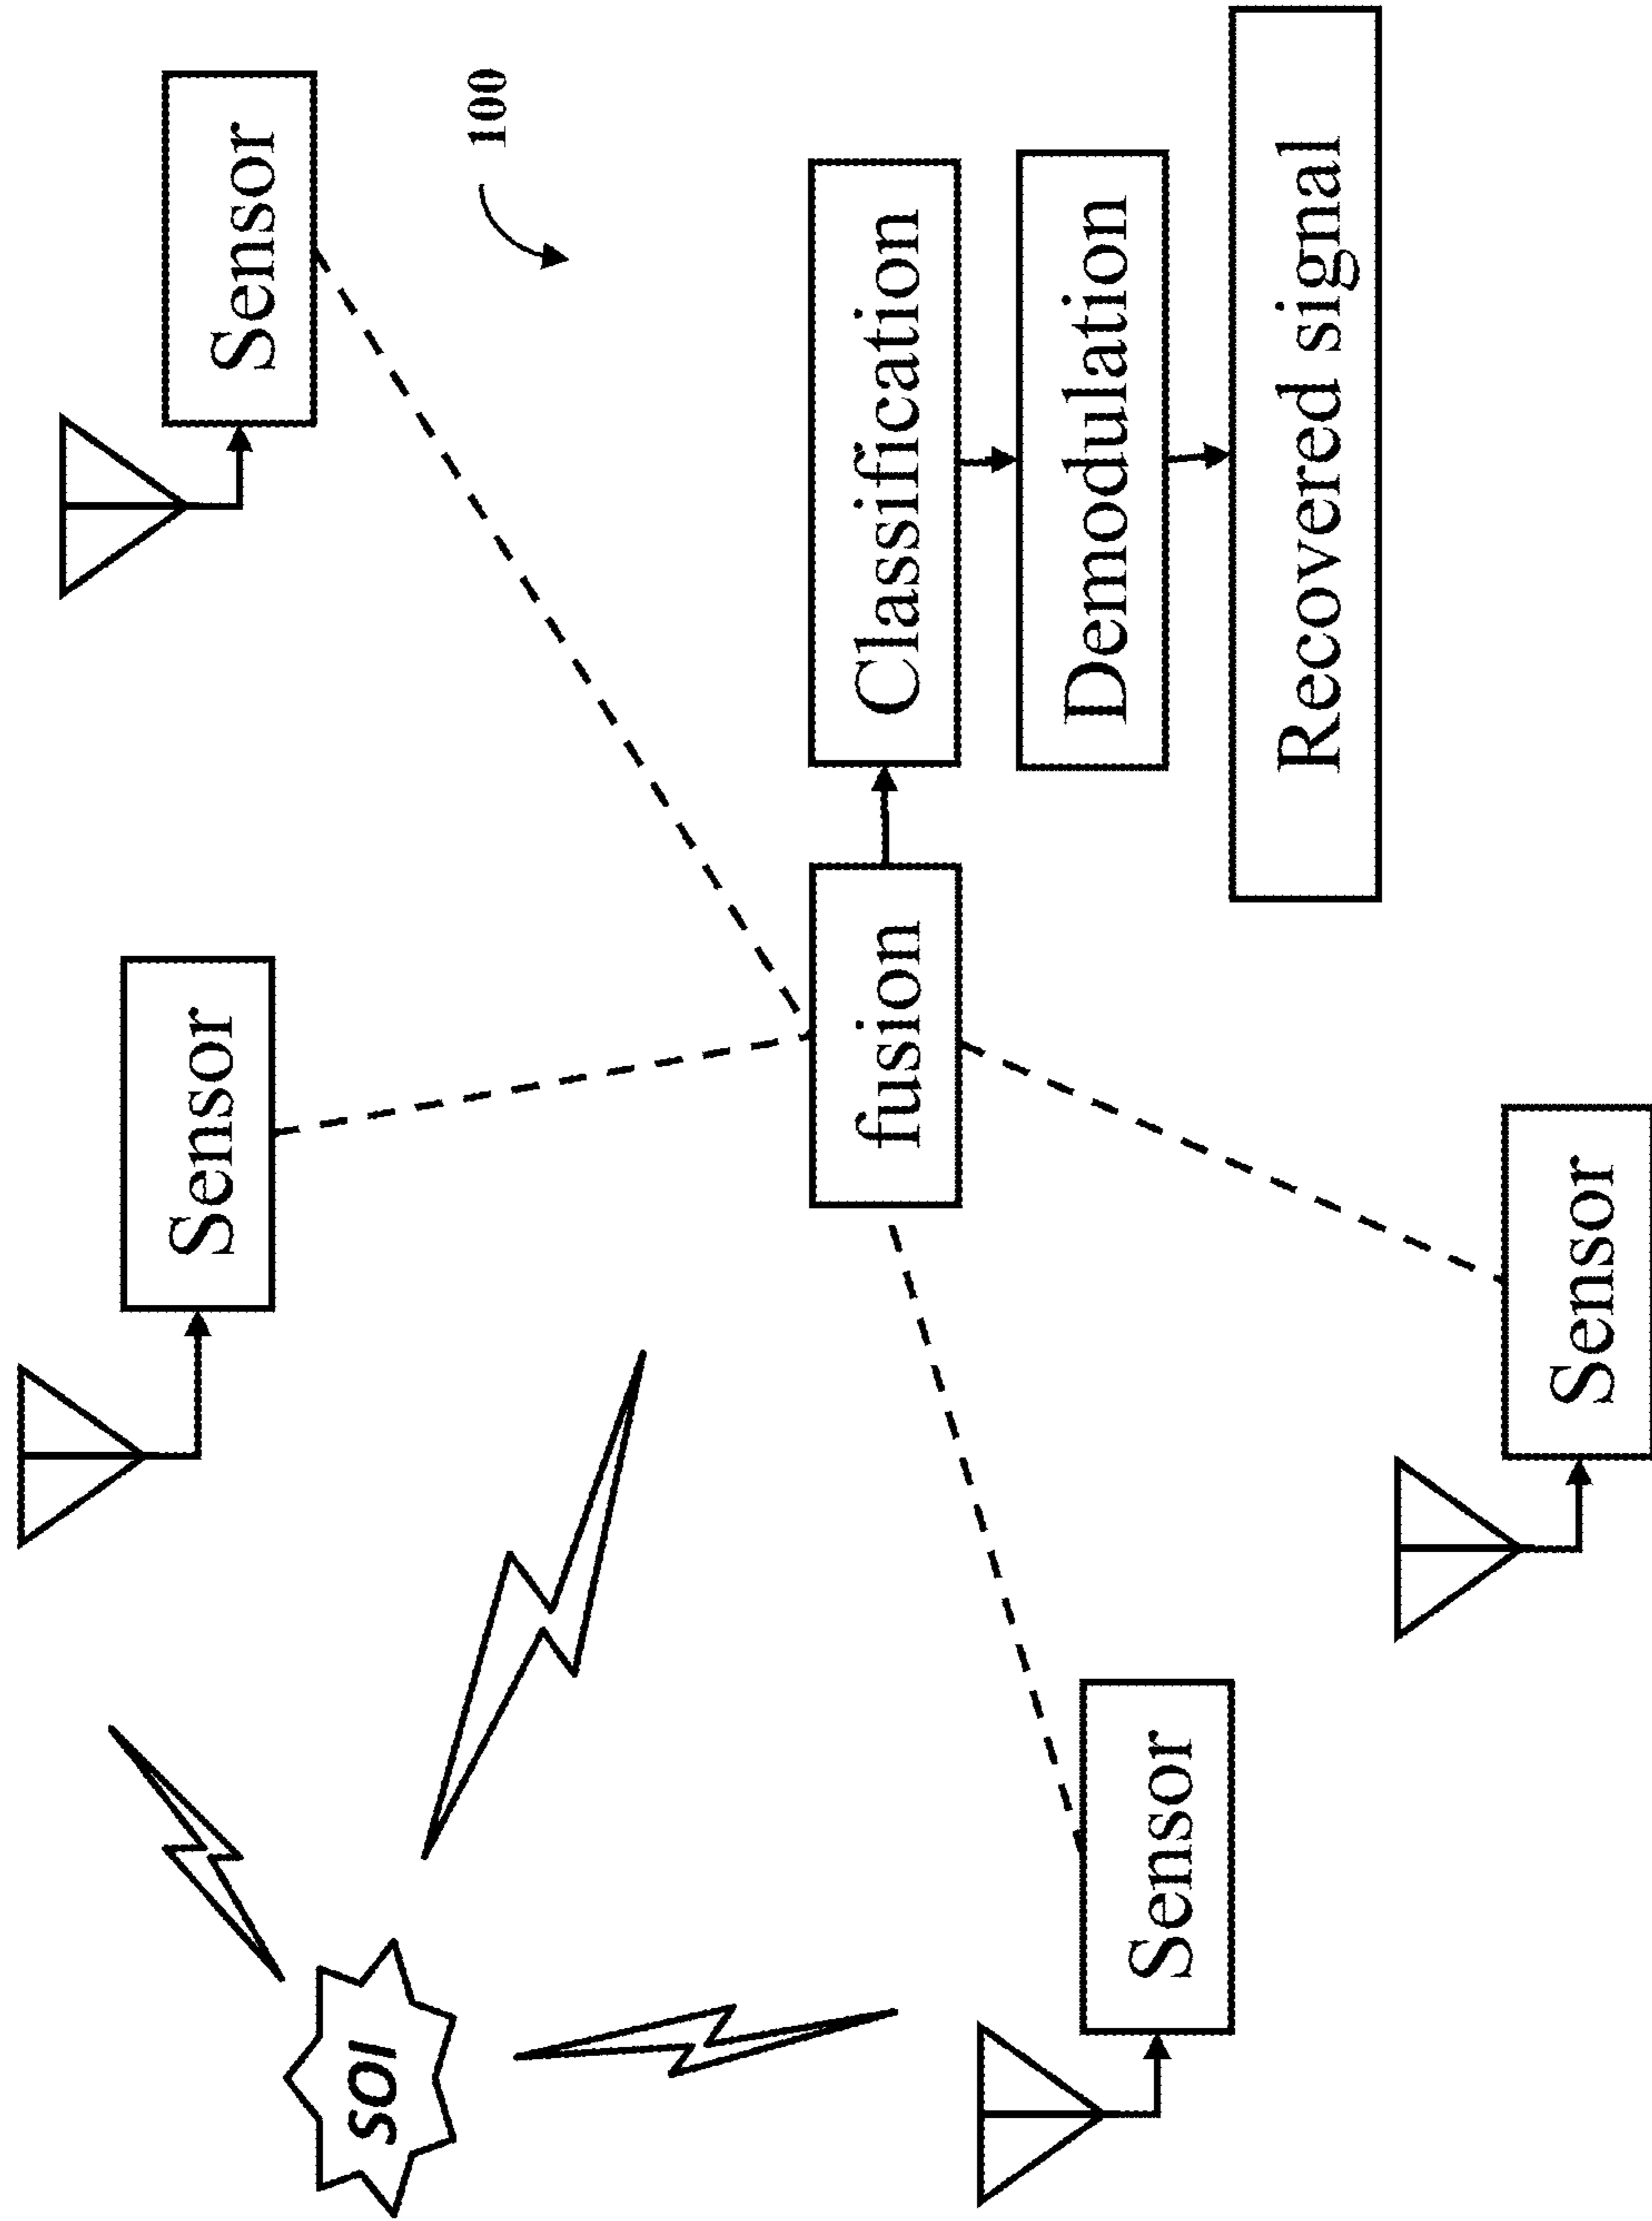 Sensor
Sensor
100
SOI
fusion
Classification
Demodulation
Sensor
Recovered signal
Sensor